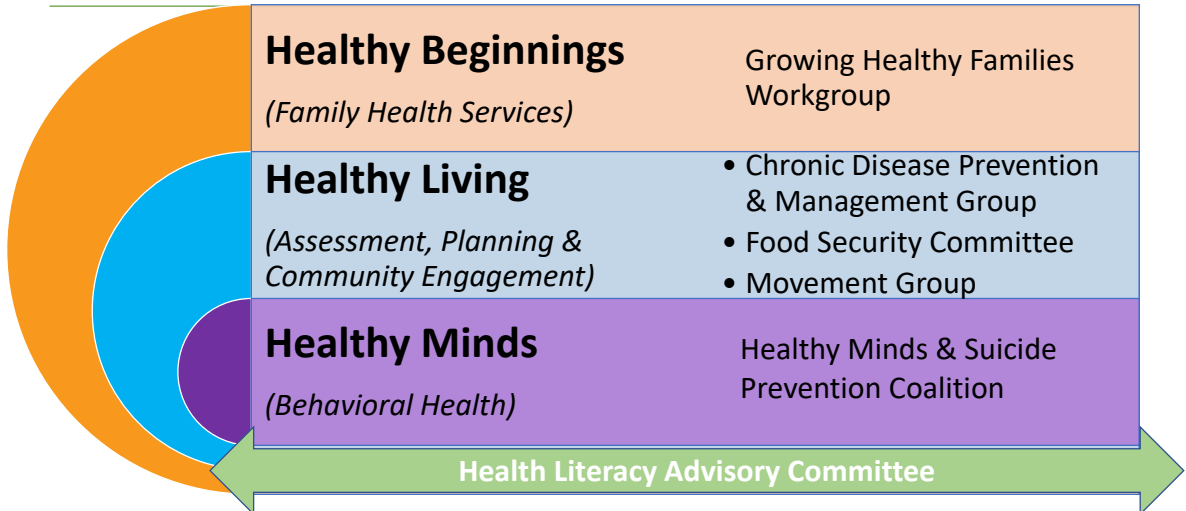 Healthy Beginnings
(Family Health Services)
Growing Healthy Families
Workgroup
Healthy Living
(Assessment, Planning &
Community Engagement)
• Chronic Disease Prevention
& Management Group
• Food Security Committee
• Movement Group
Healthy Minds
(Behavioral Health)
Healthy Minds & Suicide
Prevention Coalition
Health Literacy Advisory Committee